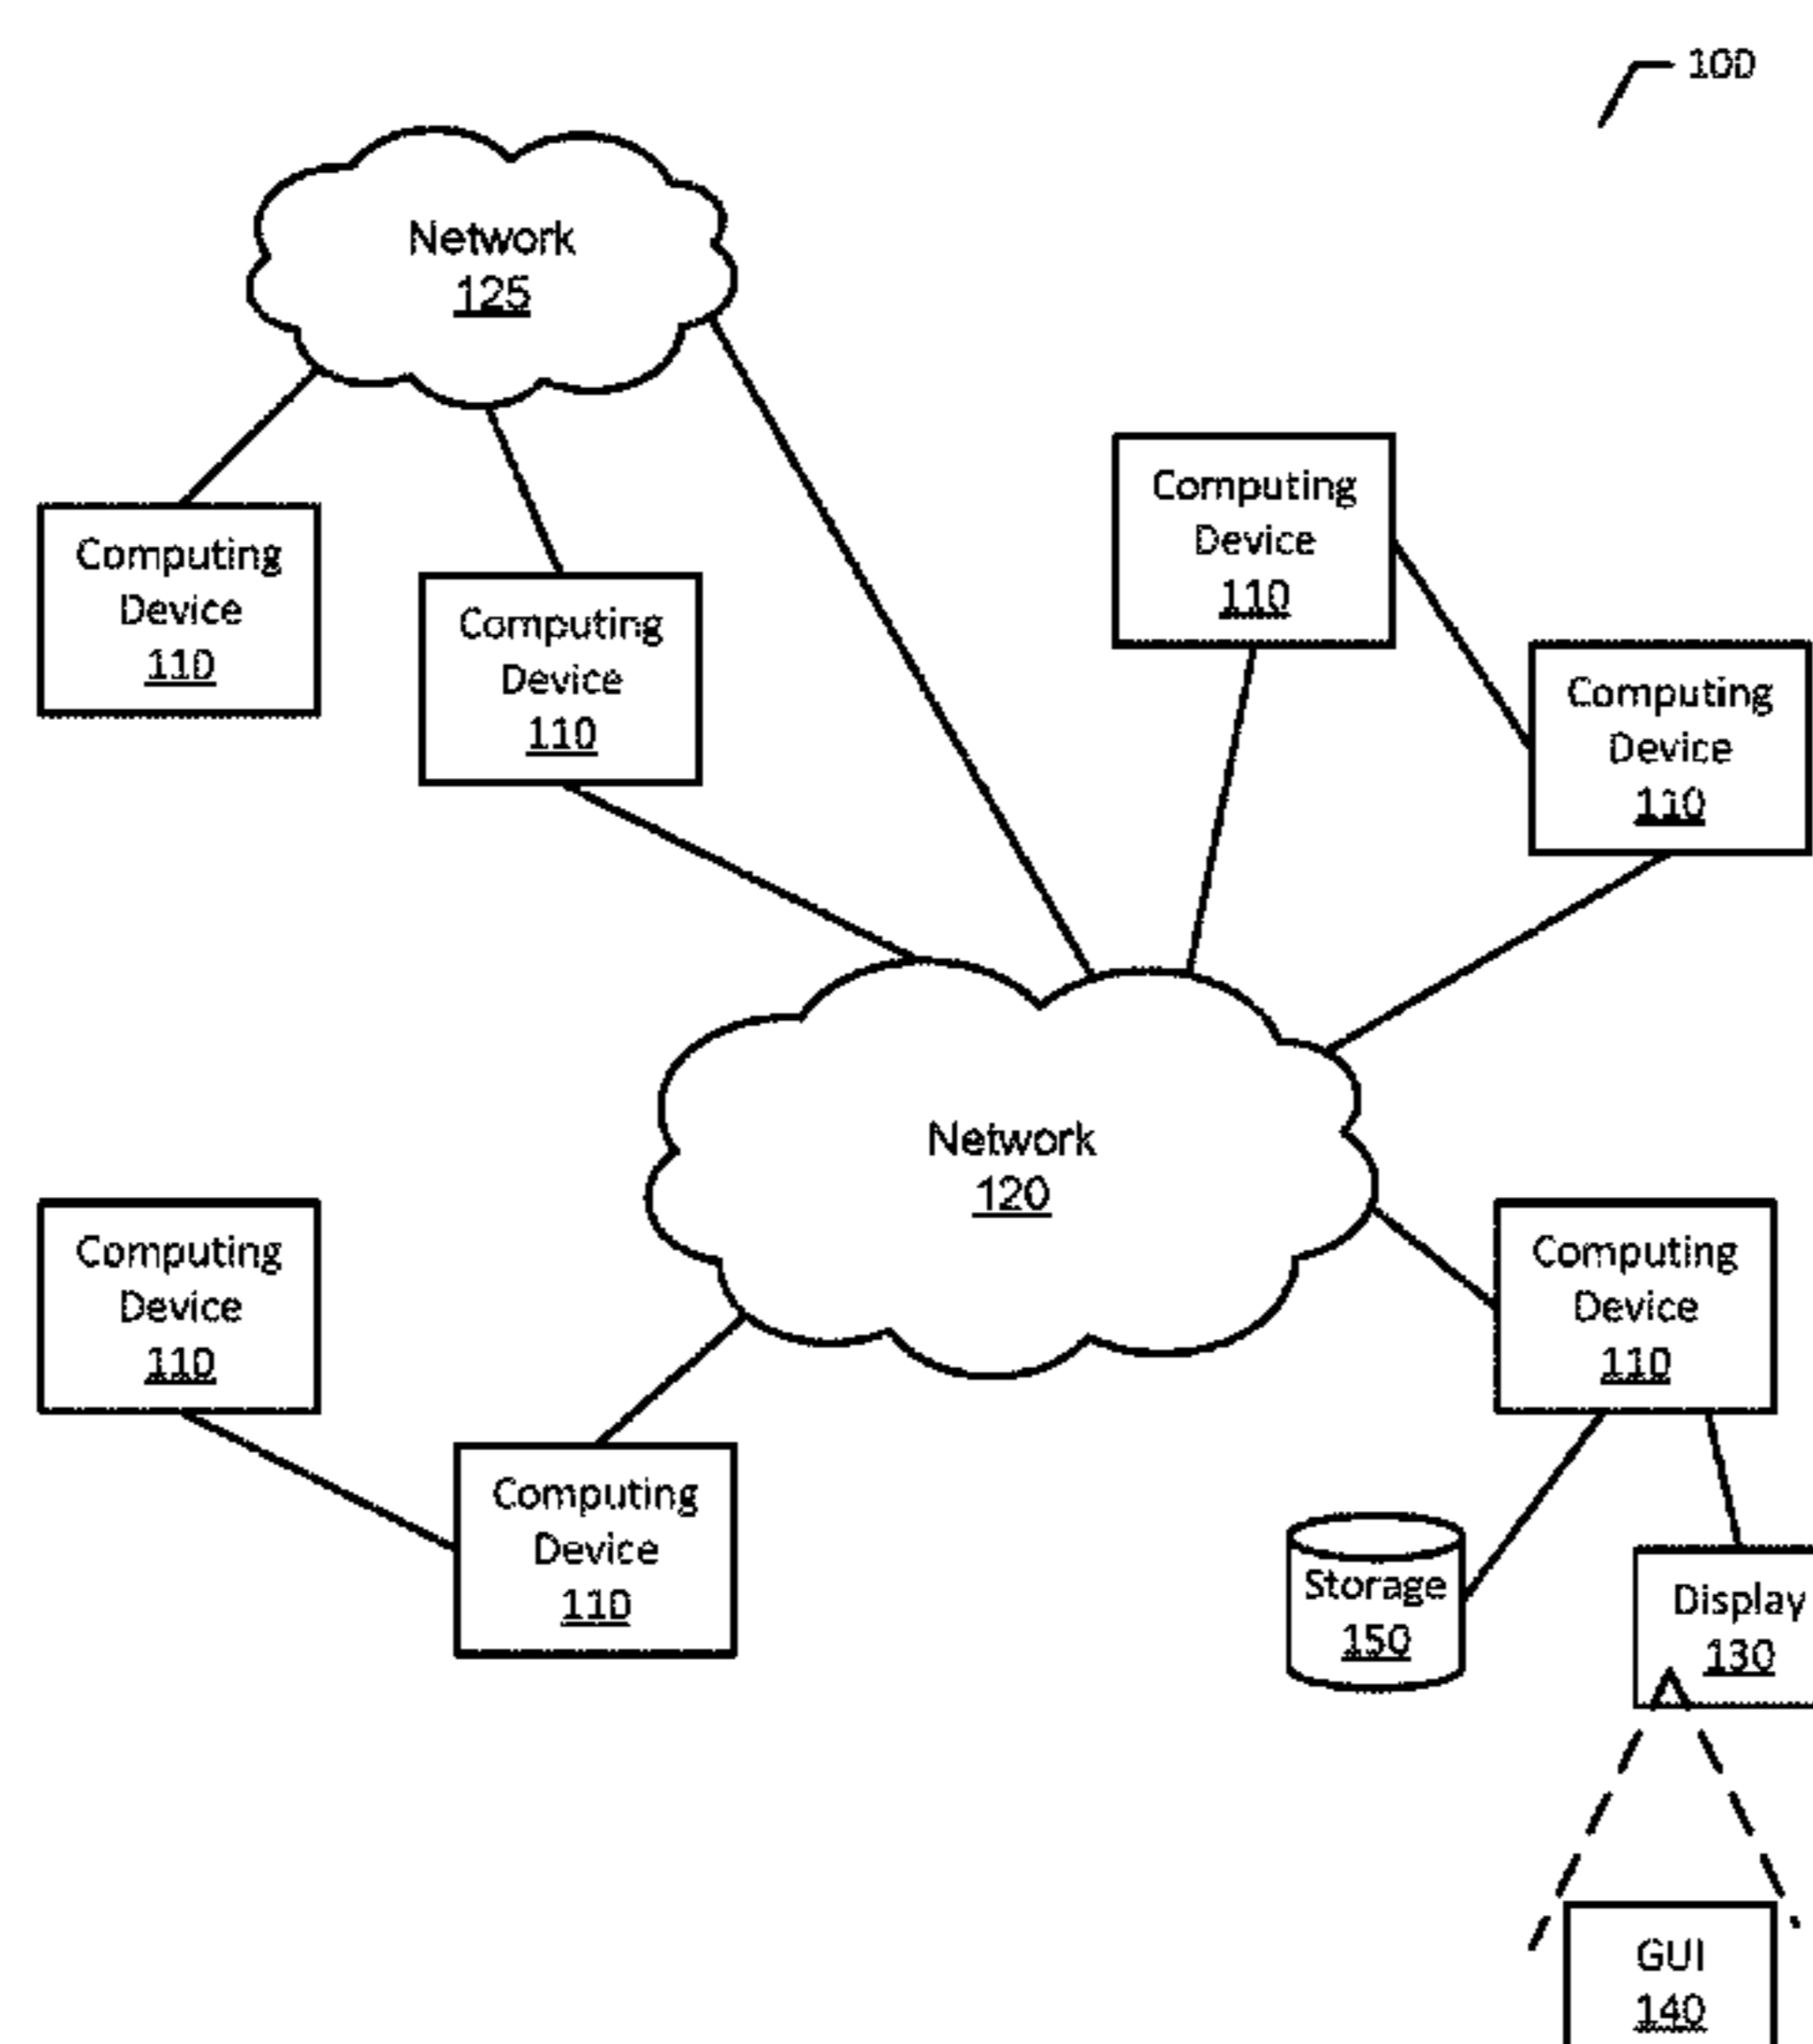 100
Network
125
Computing
Device
110
Computing
Device
110
Computing
Device
110
Computing
Device
110
Network
120
Computing
Device
110
Computing
Device
110
Computing
Device
110
Storage
150
Display
130
GUI
140